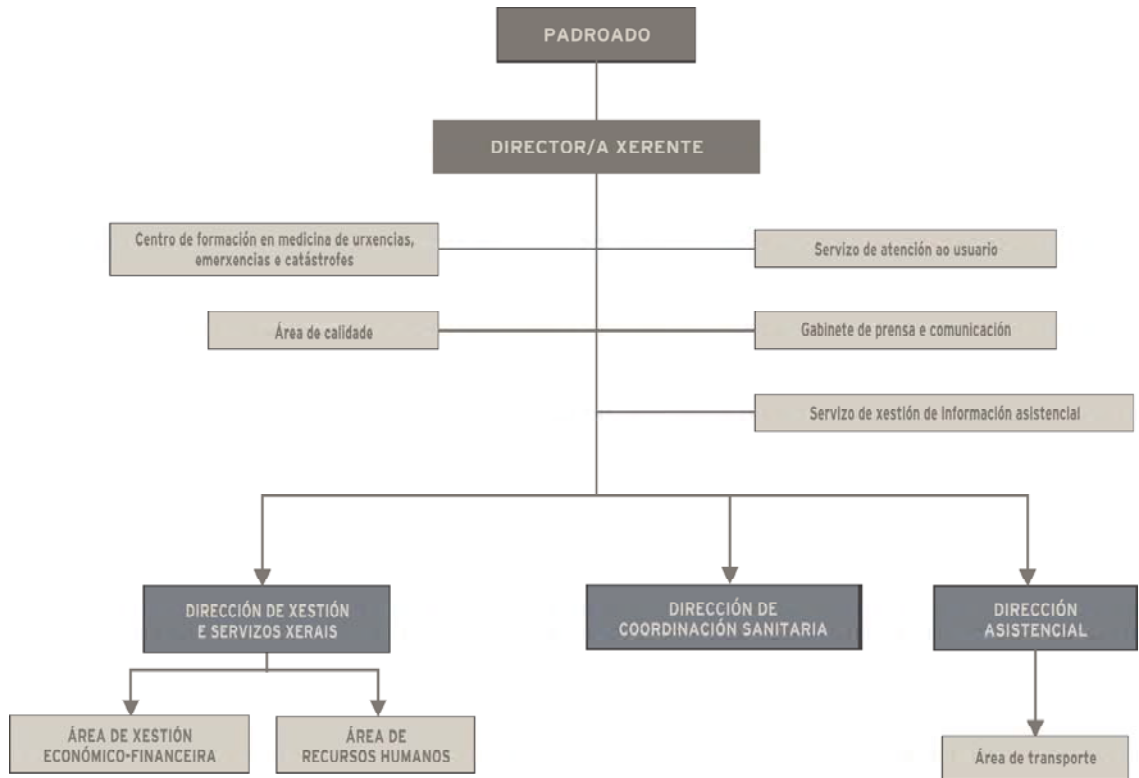 PADROADO
DIRECTOR/A XERENTE
Centro de formación en medicina de urxencias,
emerxencias e catástrofes
Servizo de atención ao usuario
Área de calidade
Gabinete de prensa e comunicación
Servizo de xestión de información asistencial
DIRECCIÓN DE XESTIÓN
E SERVIZOS XERAIS
DIRECCIÓN DE
COORDINACIÓN SANITARIA
DIRECCIÓN
ASISTENCIAL
ÁREA DE XESTIÓN
ECONÓMICO-FINANCEIRA
ÁREA DE
RECURSOS HUMANOS
Área de transporte